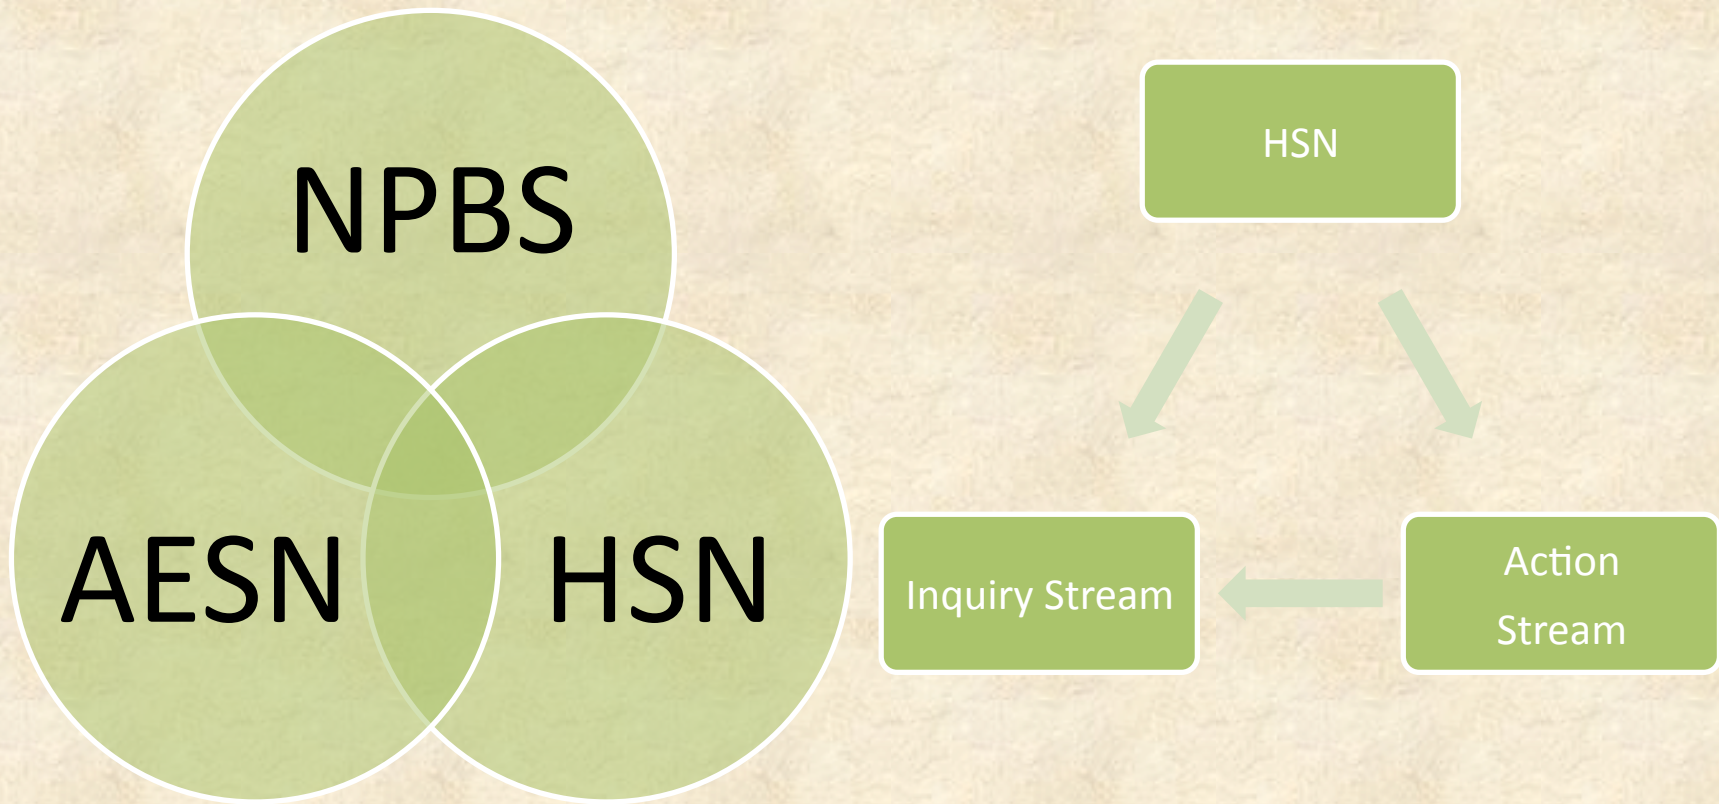 NPBS
AESN
HSN
HSN
Inquiry Stream
Action
Stream